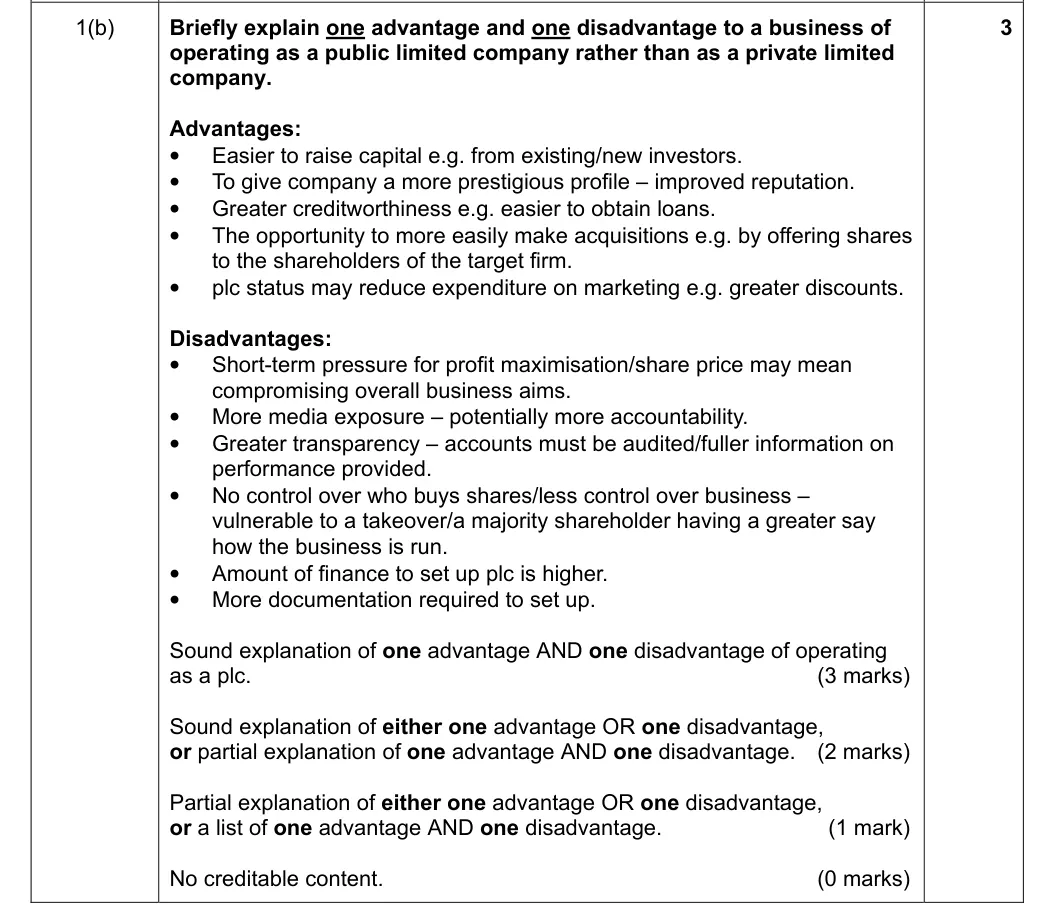 1(b)
Briefly explain one advantage and one disadvantage to a business of
operating as a public limited company rather than as a private limited
company.
3
Advantages:
• Easier to raise capital e.g. from existing/new investors.
• To give company a more prestigious profile – improved reputation.
• Greater creditworthiness e.g. easier to obtain loans.
• The opportunity to more easily make acquisitions e.g. by offering shares
to the shareholders of the target firm.
• plc status may reduce expenditure on marketing e.g. greater discounts.
Disadvantages:
• Short-term pressure for profit maximisation/share price may mean
compromising overall business aims.
• More media exposure – potentially more accountability.
• Greater transparency – accounts must be audited/fuller information on
performance provided.
• No control over who buys shares/less control over business –
vulnerable to a takeover/a majority shareholder having a greater say
how the business is run.
• Amount of finance to set up plc is higher.
• More documentation required to set up.
Sound explanation of one advantage AND one disadvantage of operating
as a plc. (3 marks)
Sound explanation of either one advantage OR one disadvantage,
or partial explanation of one advantage AND one disadvantage. (2 marks)
Partial explanation of either one advantage OR one disadvantage,
or a list of one advantage AND one disadvantage. (1 mark)
No creditable content. (0 marks)